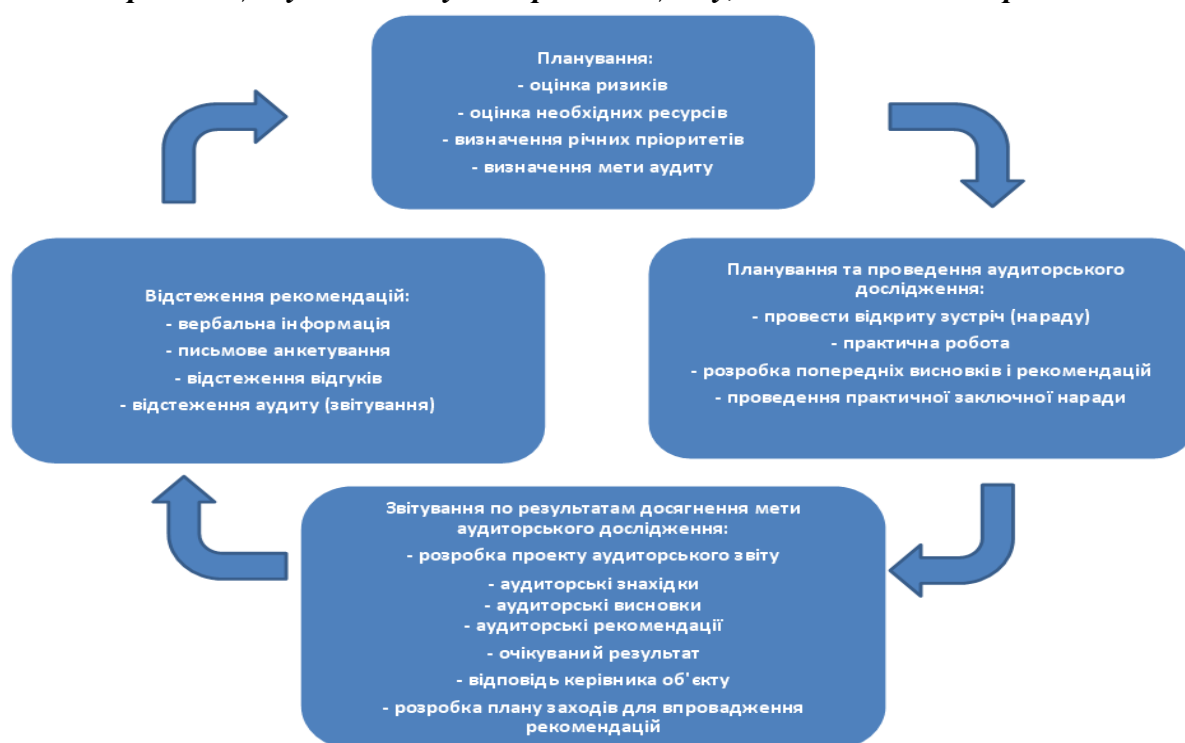 Планування:
- оцінка ризиків
- оцінка необхідних ресурсів
- визначення річних пріоритетів
- визначення мети аудиту
Відстеження рекомендацій:
- вербальна інформація
- письмове анкетування
- відстеження відгуків
- відстеження аудиту (звітування)
Планування та проведення аудиторського
дослідження:
- провести відкриту зустріч (нараду)
- практична робота
- розробка попередніх висновків і рекомендацій
- проведення практичної заключної наради
Звітування по результатам досягнення мети
аудиторського дослідження:
- розробка проекту аудиторського звіту
- аудиторські знахідки
- аудиторські висновки
- аудиторські рекомендації
- очікуваний результат
- відповідь керівника об'єкту
- розробка плану заходів для впровадження
рекомендацій